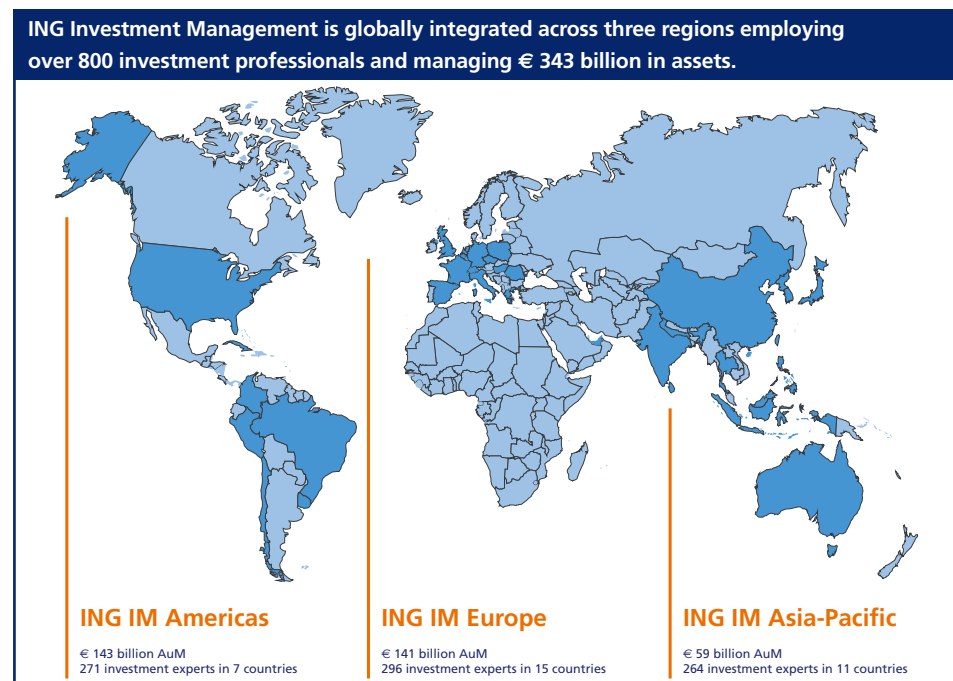 ING Investment Management is globally integrated across three regions employing
over 800 investment professionals and managing € 343 billion in assets.
ING IM Americas
€ 143 billion AuM
271 investment experts in 7 countries
ING IM Europe
€ 141 billion AuM
296 investment experts in 15 countries
ING IM Asia-Pacific
€ 59 billion AuM
264 investment experts in 11 countries